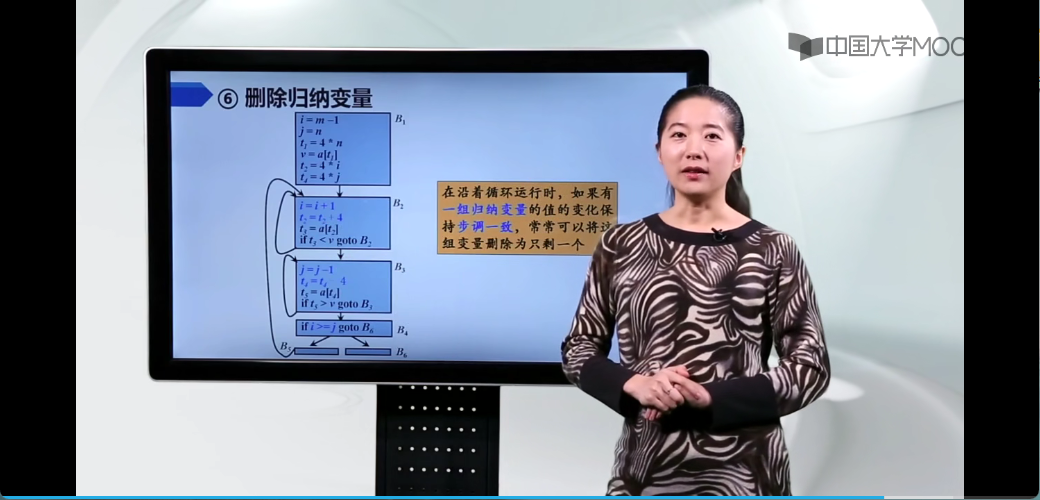 中国大学MOOC
⑥ 删除归纳变量
i = m −1
j = n
t₁ = 4 * n
v = a[t₁]
t₂ = 4 * i
t₄ = 4 * j
B₁
i = i + 1
t₂ = t₂ + 4
t₃ = a[t₂]
if t₃ < v goto B₂
B₂
j = j −1
t₄ = t₄ 4
t₅ = a[t₄]
if t₅ > v goto B₃
B₃
if i >= j goto B₆
B₄
B₅
B₆
在沿着循环运行时，如果有
一组归纳变量的值的变化保
持步调一致，常常可以将这
组变量删除为只剩一个